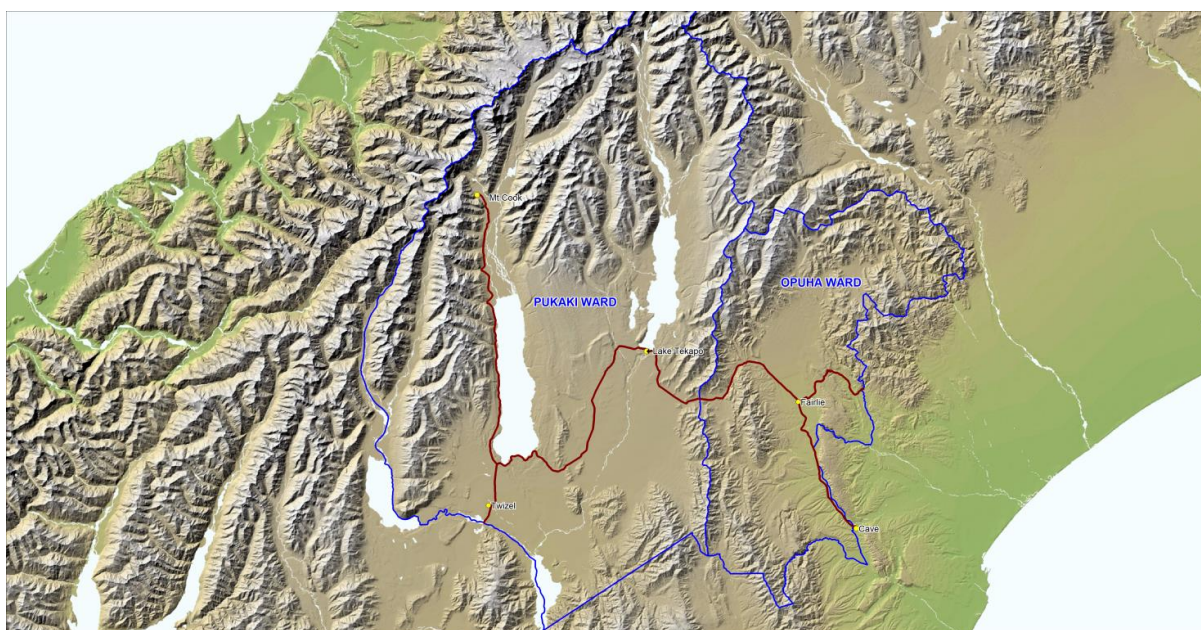 Mt Cook
PUKAKI WARD
OPUHA WARD
Lake Tekapo
Fairlie
Twizel
Cave